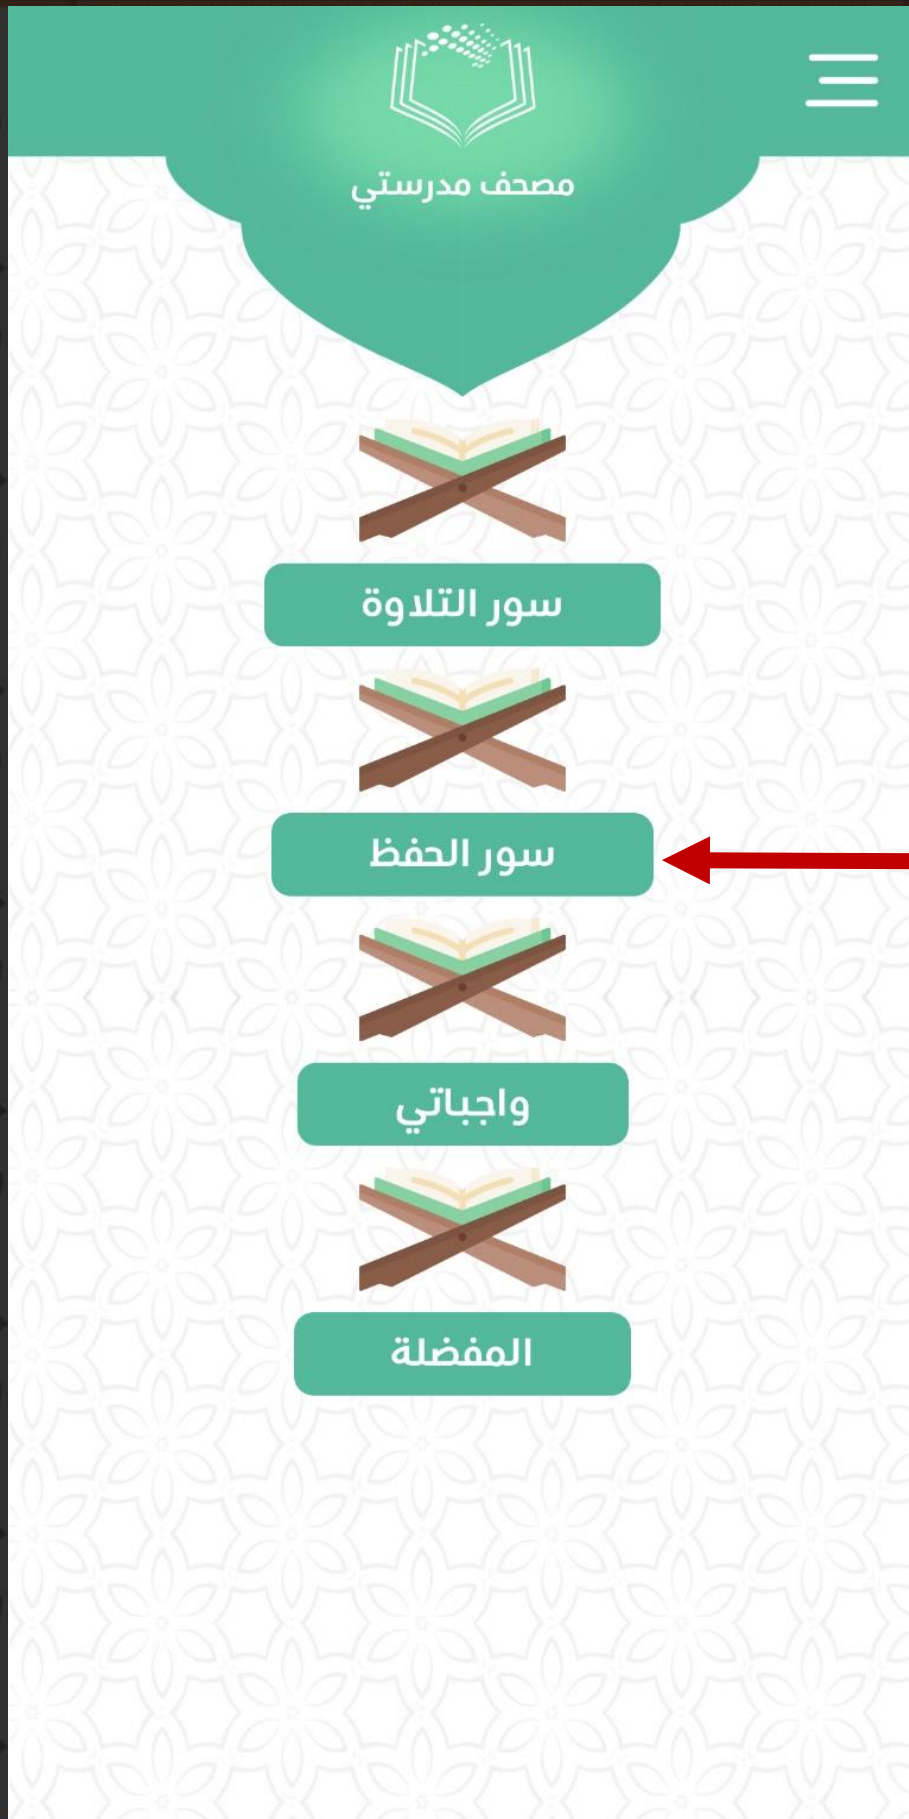 مصحف مدرستي
سور التلاوة
سور الحفظ
واجباتي
المفضلة